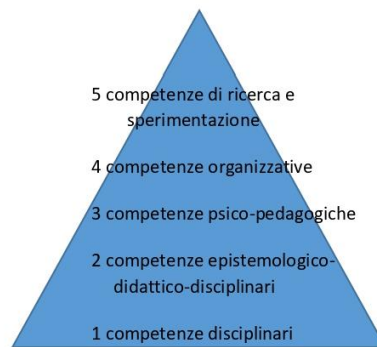 5 competenze di ricerca e
sperimentazione
4 competenze organizzative
3 competenze psico-pedagogiche
2 competenze epistemologico-
didattico-disciplinari
1 competenze disciplinari